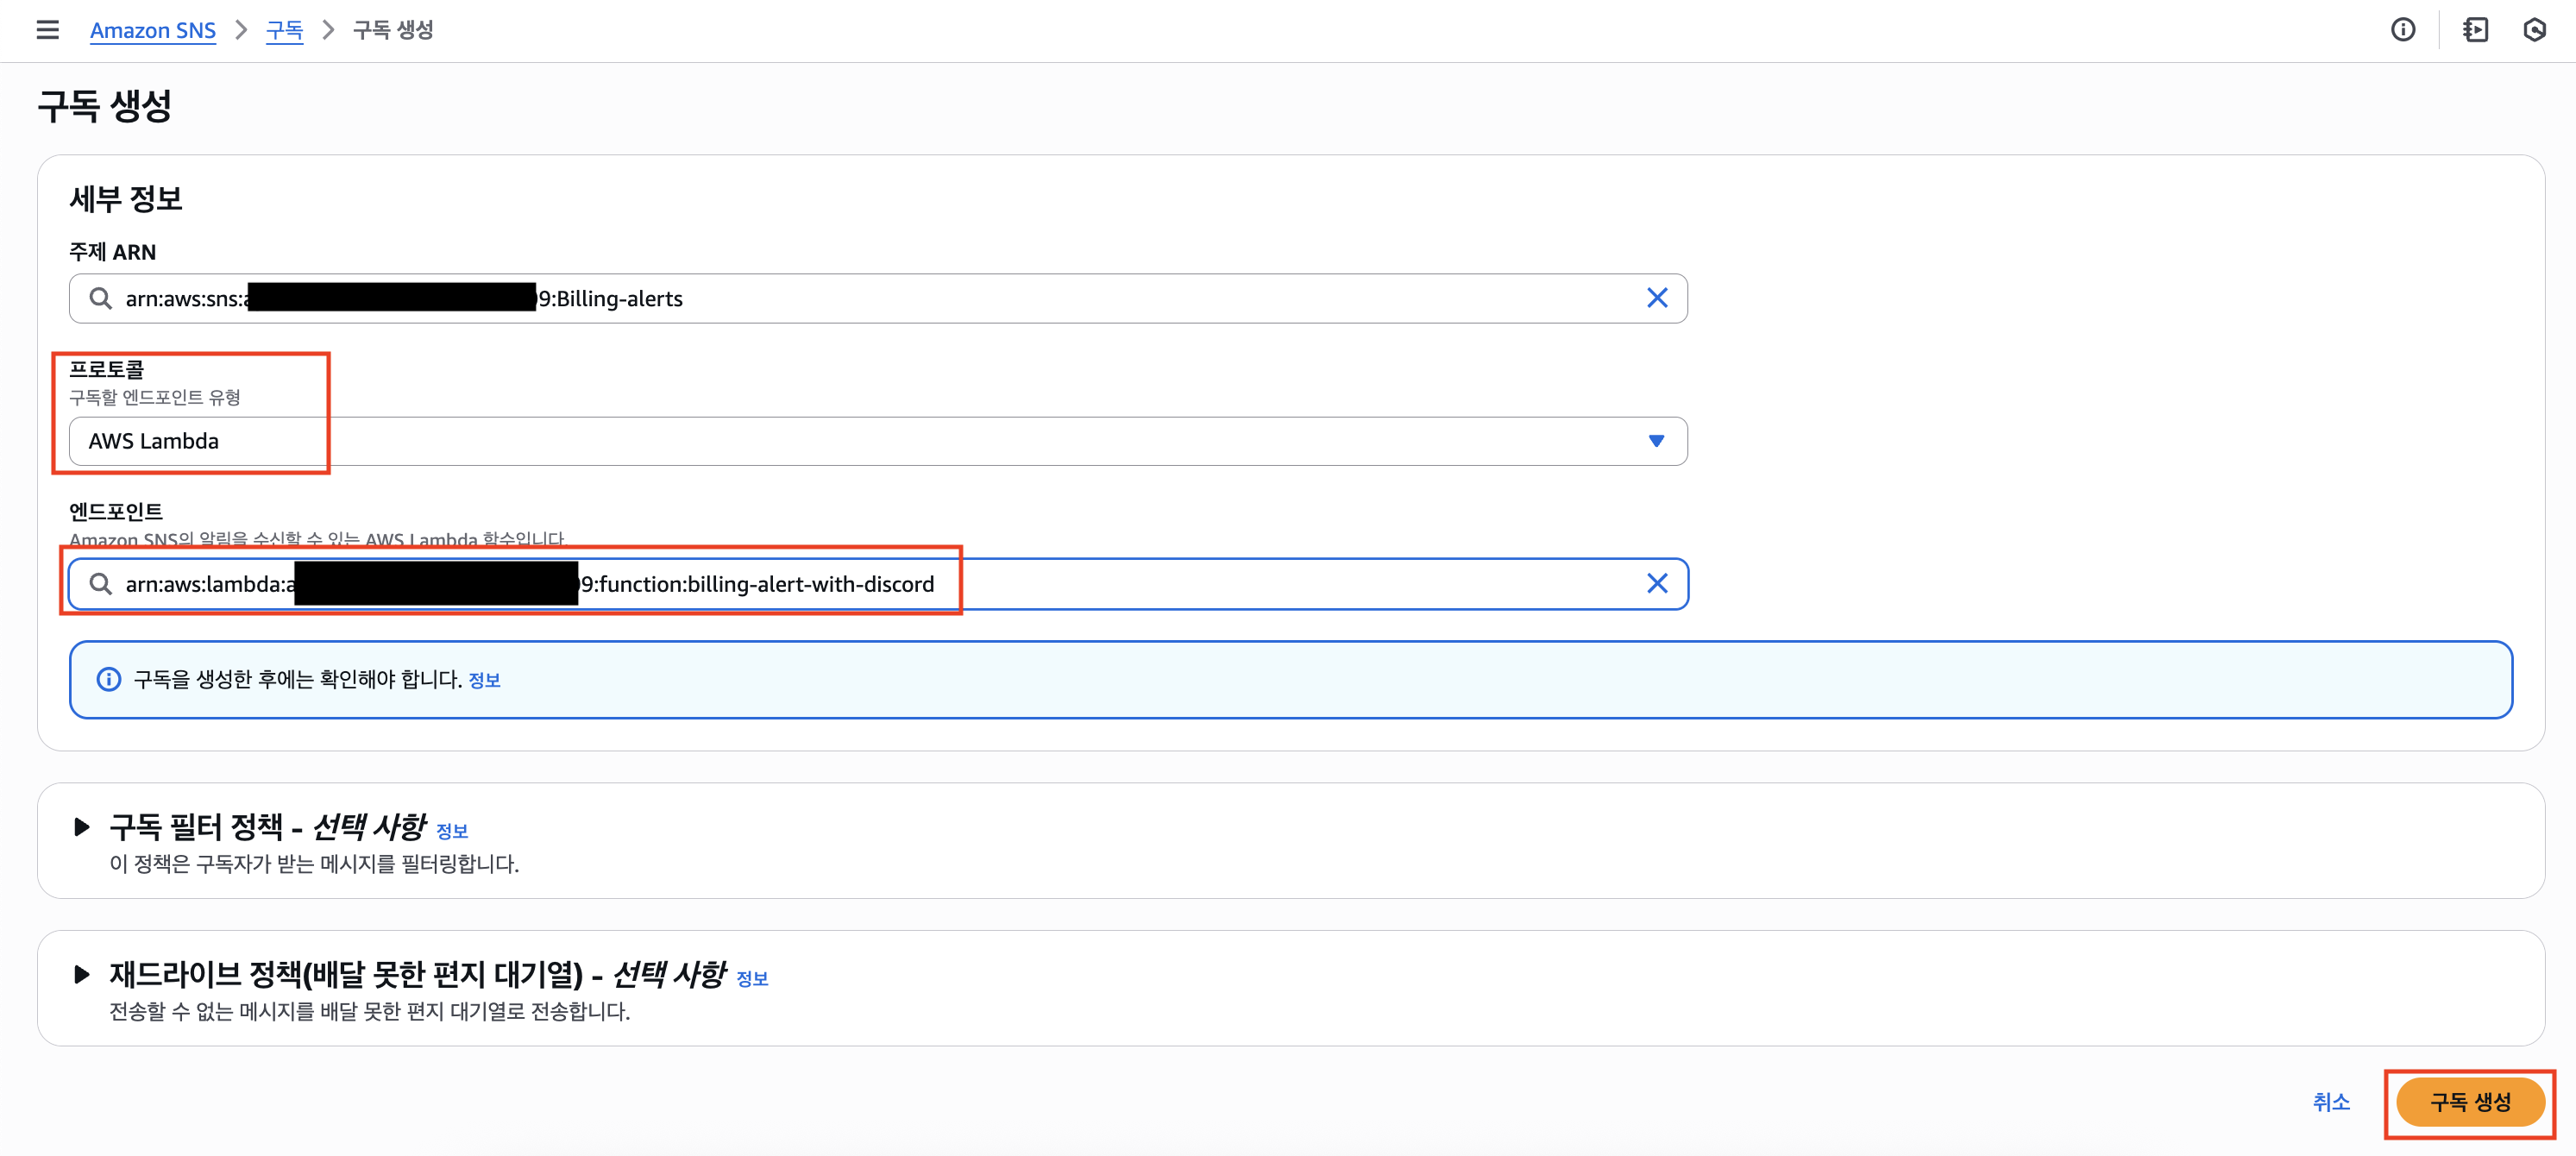 Amazon SNS > 구독 > 구독 생성
구독 생성
세부 정보
주제 ARN
arn:aws:sns:a 9:Billing-alerts
프로토콜
구독할 엔드포인트 유형
AWS Lambda
엔드포인트
Amazon SNS의 알림을 수신할 수 있는 AWS Lambda 함수입니다.
arn:aws:lambda:a 9:function:billing-alert-with-discord
구독을 생성한 후에는 확인해야 합니다. 정보
구독 필터 정책 - 선택 사항 정보
이 정책은 구독자가 받는 메시지를 필터링합니다.
재드라이브 정책(배달 못한 편지 대기열) - 선택 사항 정보
전송할 수 없는 메시지를 배달 못한 편지 대기열로 전송합니다.
취소 구독 생성